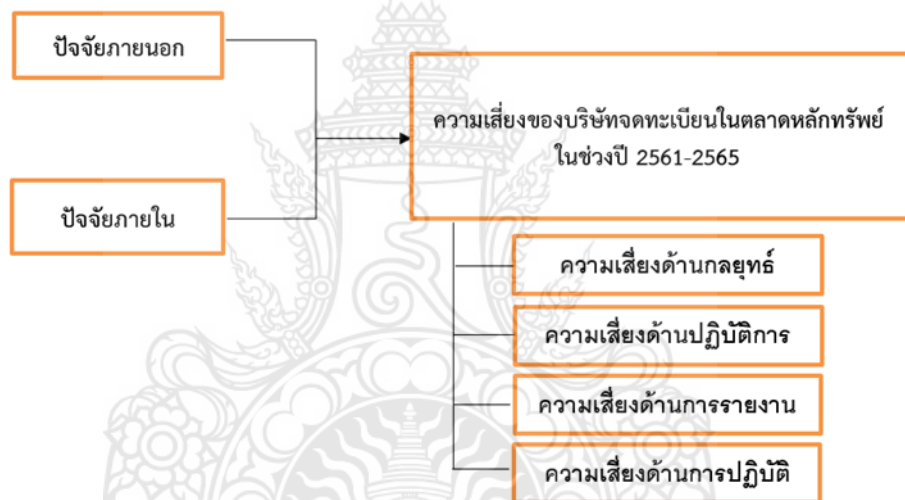 ปัจจัยภายนอก
ความเสี่ยงของบริษัทจดทะเบียนในตลาดหลักทรัพย์
ในช่วงปี 2561-2565
ปัจจัยภายใน
ความเสี่ยงด้านกลยุทธ์
ความเสี่ยงด้านปฏิบัติการ
ความเสี่ยงด้านการรายงาน
ความเสี่ยงด้านการปฏิบัติ